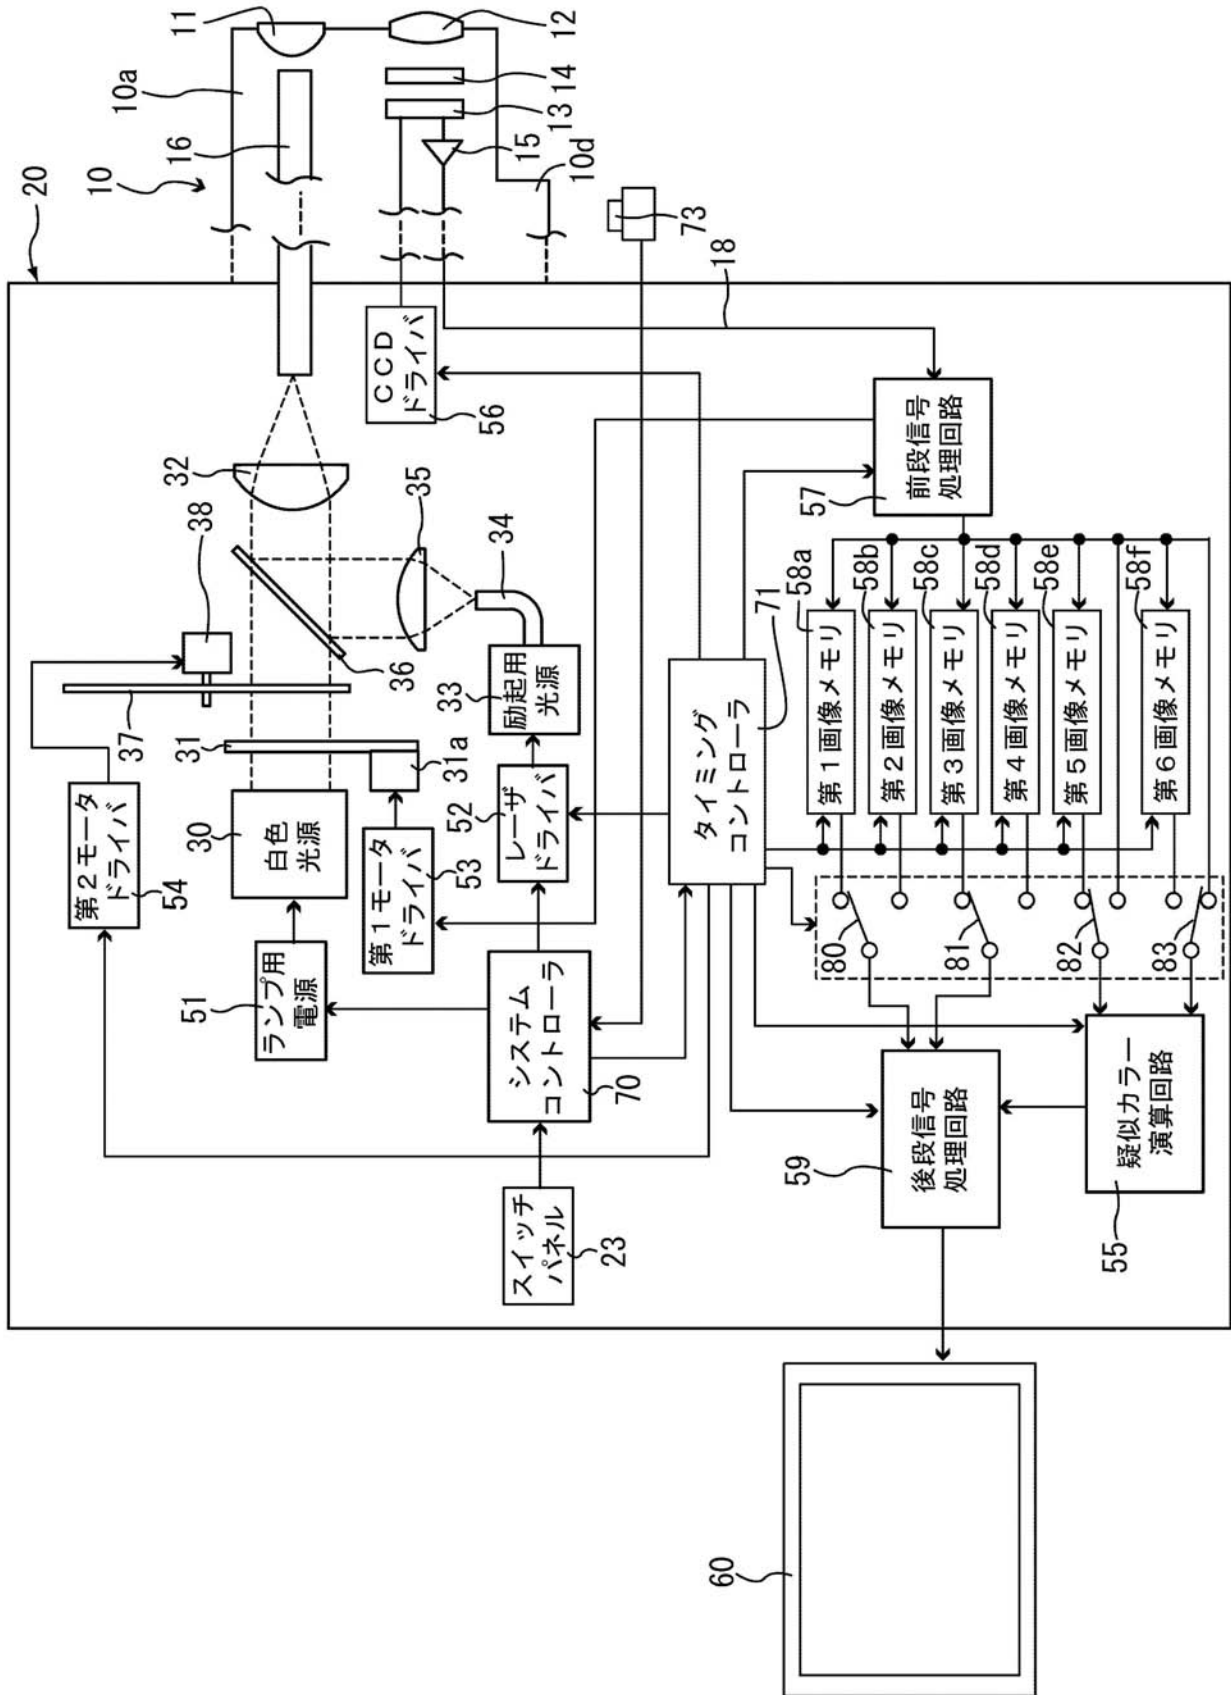 20
10
10a
11
16
12
14
13
15
10d
73
18
第2モータ
ドライバ
54
37
38
32
31
36
35
34
30
白色
光源
31a
33
励起用
光源
CCD
ドライバ
56
51
ランプ用
電源
第1モータ
ドライバ
53
52
レーザ
ドライバ
システム
コントローラ
70
スイッチ
パネル
23
タイミング
コントローラ
71
57
前段信号
処理回路
58a
第1画像メモリ
58b
第2画像メモリ
58c
第3画像メモリ
58d
第4画像メモリ
58e
第5画像メモリ
58f
第6画像メモリ
80
81
82
83
59
後段信号
処理回路
55
疑似カラー
演算回路
60